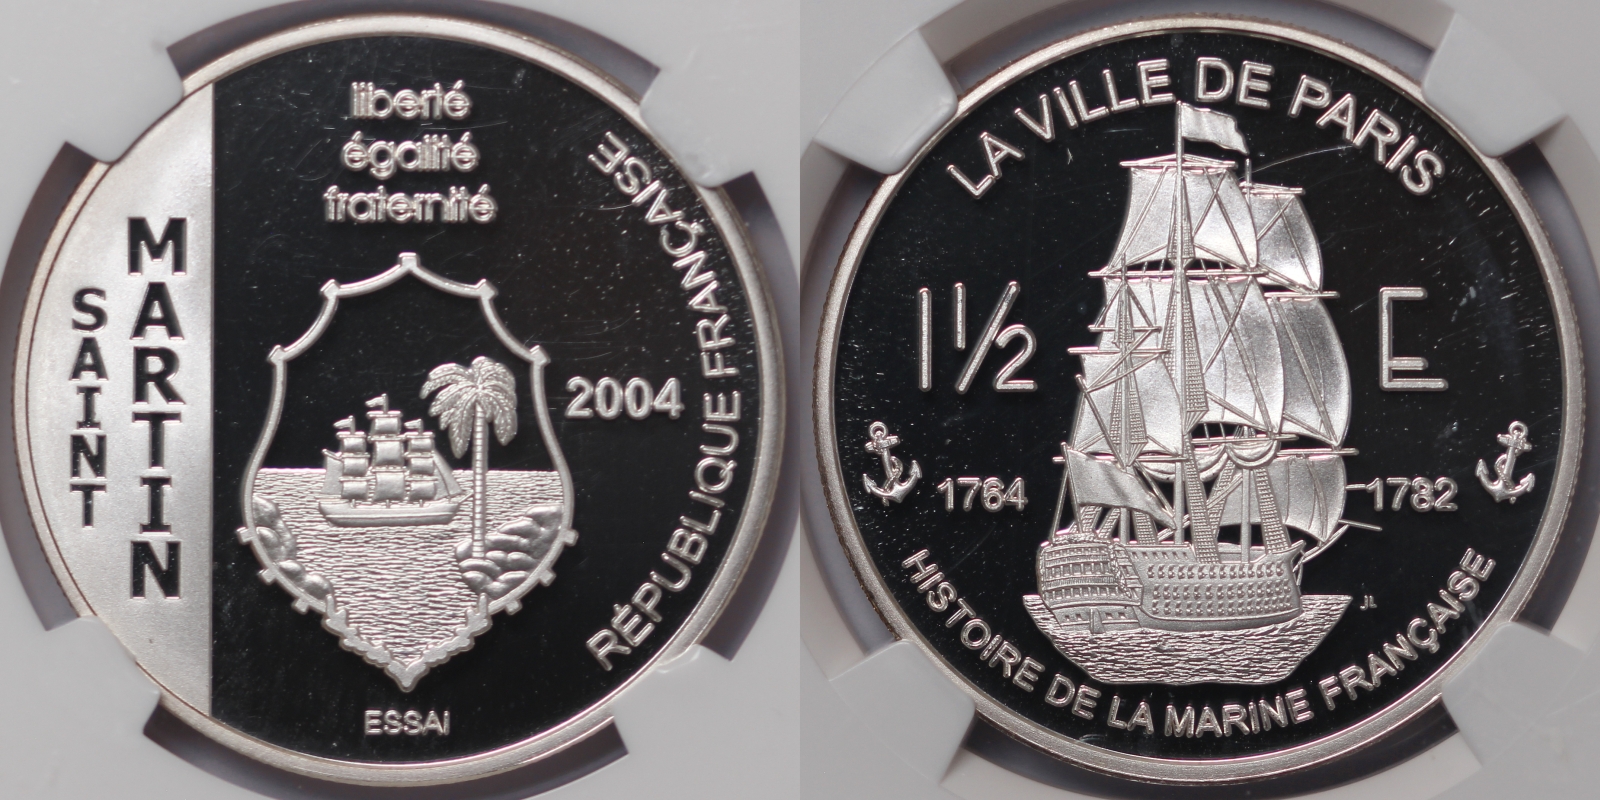 liberté
égalité
fraternité
SAINT
MARTIN
2004
RÉPUBLIQUE FRANÇAISE
ESSAI
LA VILLE DE PARIS
1 1/2 E
1764 1782
JL
HISTOIRE DE LA MARINE FRANÇAISE